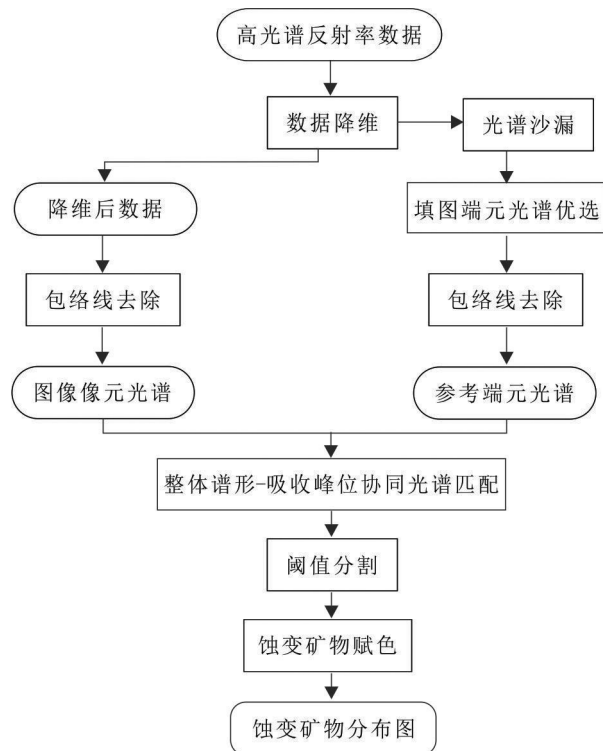 高光谱反射率数据
数据降维
光谱沙漏
降维后数据
填图端元光谱优选
包络线去除
包络线去除
图像像元光谱
参考端元光谱
整体谱形-吸收峰位协同光谱匹配
阈值分割
蚀变矿物赋色
蚀变矿物分布图